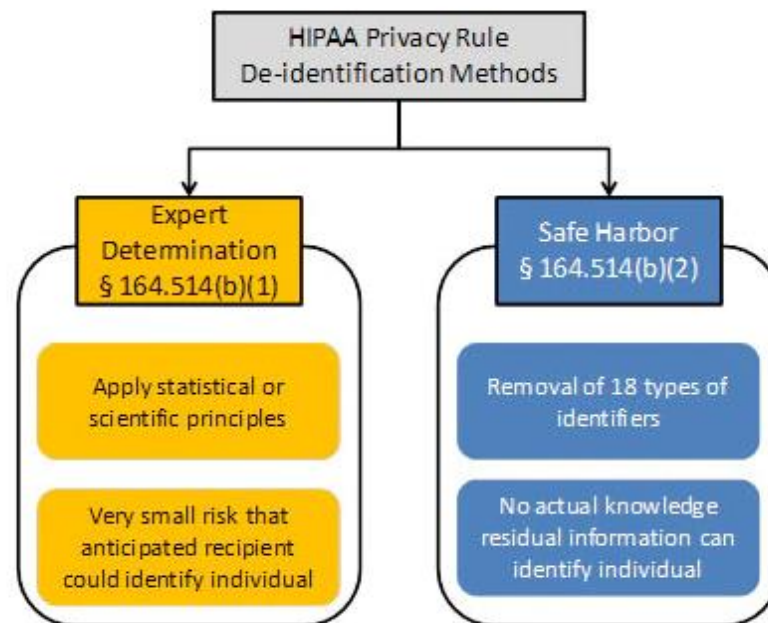 HIPAA Privacy Rule
De-identification Methods
Expert
Determination
§ 164.514(b)(1)
Apply statistical or
scientific principles
Very small risk that
anticipated recipient
could identify individual
Safe Harbor
§ 164.514(b)(2)
Removal of 18 types of
identifiers
No actual knowledge
residual information can
identify individual